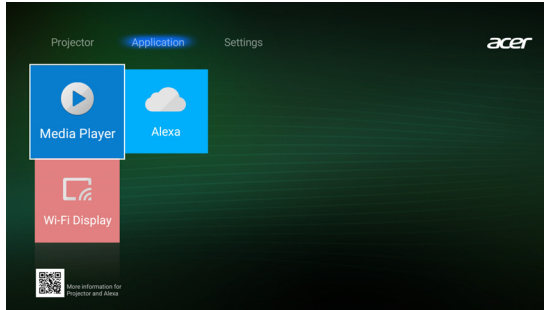 Projector Application Settings acer
Media Player Alexa
Wi-Fi Display
More information for
Projector and Alexa